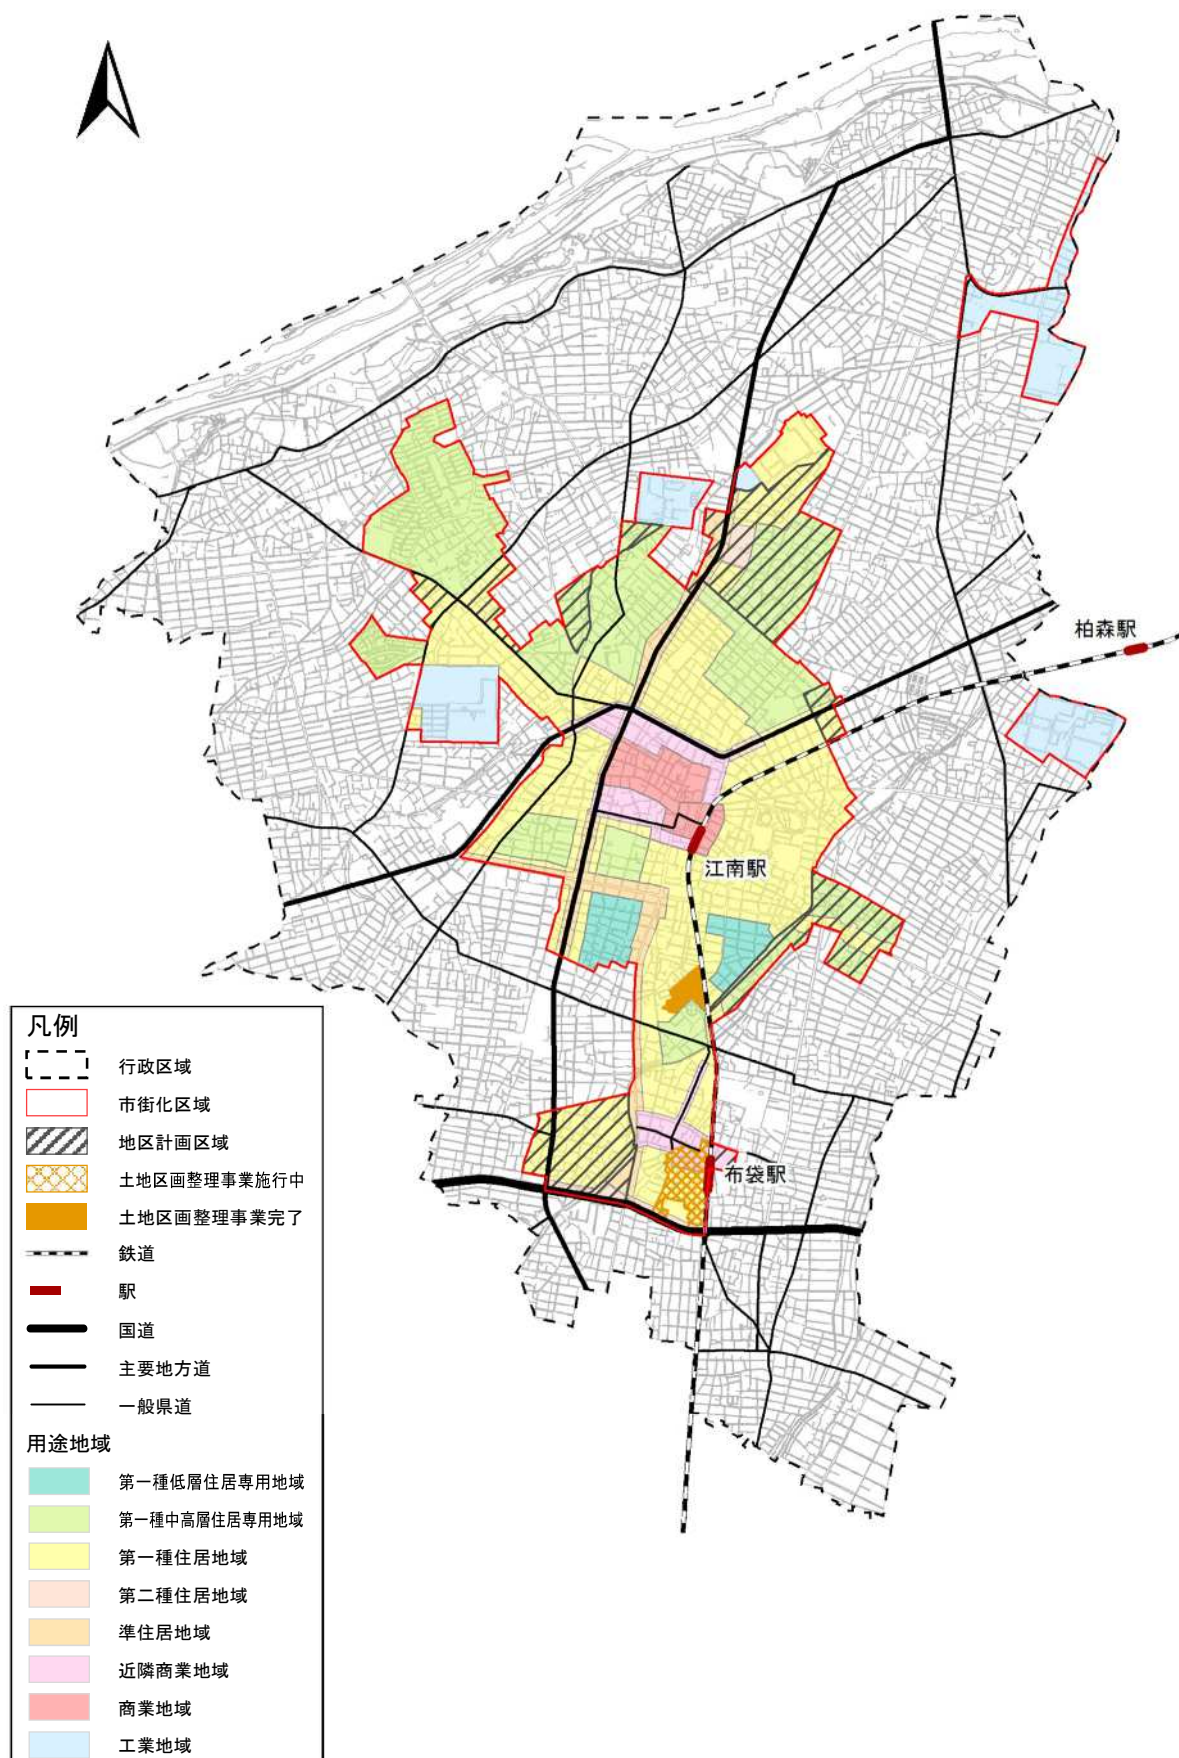 柏森駅
江南駅
布袋駅
凡例
行政区域
市街化区域
地区計画区域
土地区画整理事業施行中
土地区画整理事業完了
鉄道
駅
国道
主要地方道
一般県道
用途地域
第一種低層住居専用地域
第一種中高層住居専用地域
第一種住居地域
第二種住居地域
準住居地域
近隣商業地域
商業地域
工業地域